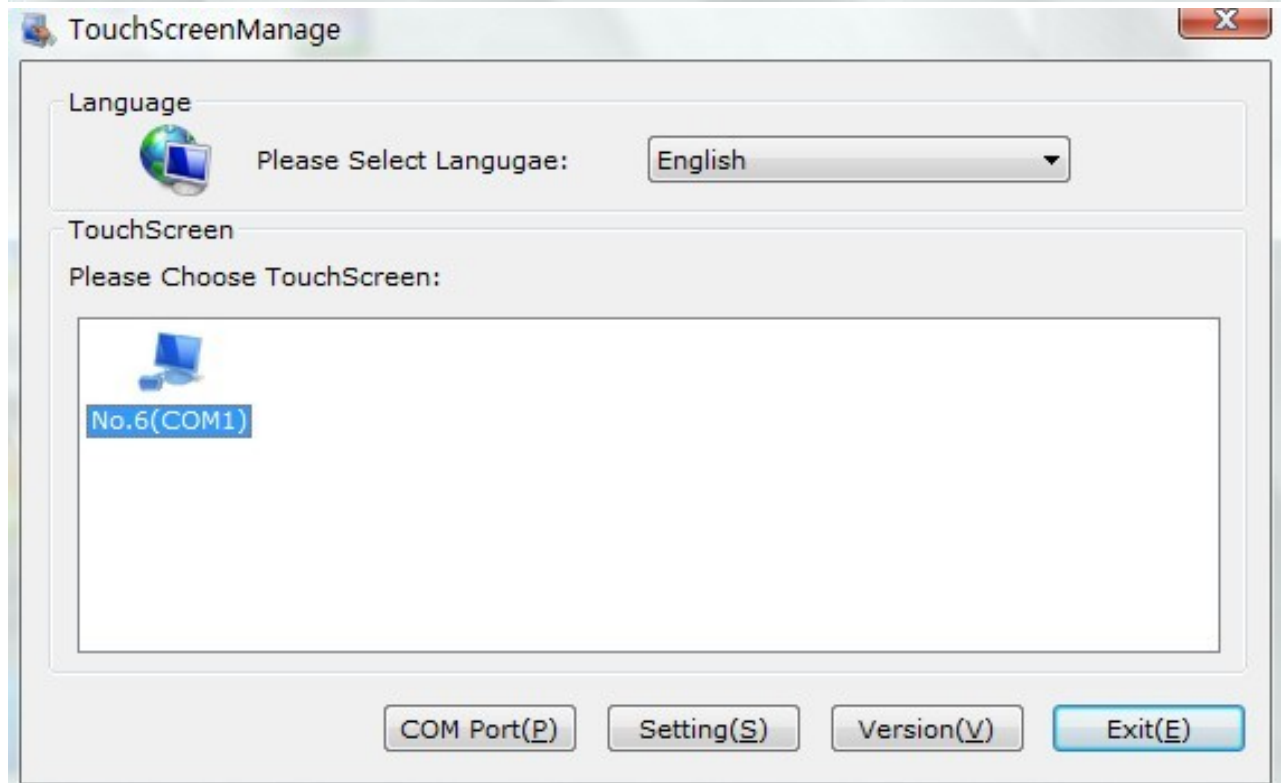 TouchScreenManage
Language
Please Select Langugae: English
TouchScreen
Please Choose TouchScreen:
No.6(COM1)
COM Port(P) Setting(S) Version(V) Exit(E)